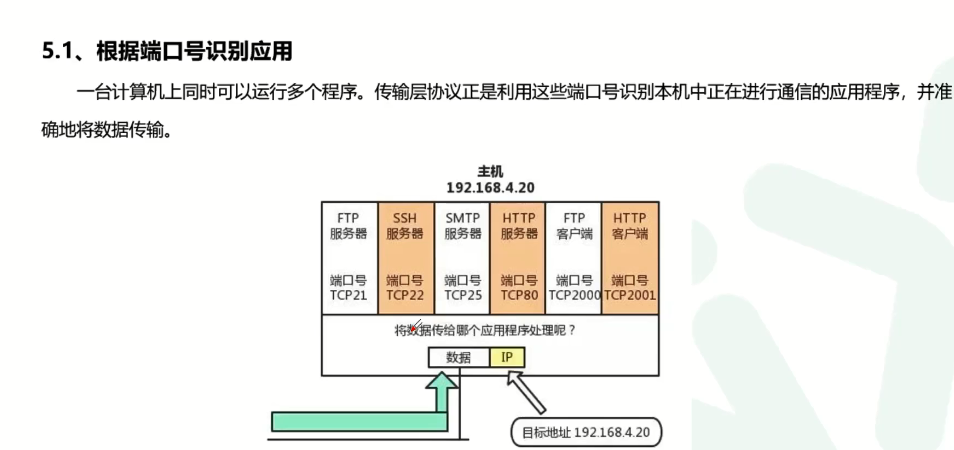 5.1、根据端口号识别应用
一台计算机上同时可以运行多个程序。传输层协议正是利用这些端口号识别本机中正在进行通信的应用程序，并准
确地将数据传输。
主机
192.168.4.20
FTP
服务器
端口号
TCP21
SSH
服务器
端口号
TCP22
SMTP
服务器
端口号
TCP25
HTTP
服务器
端口号
TCP80
FTP
客户端
端口号
TCP2000
HTTP
客户端
端口号
TCP2001
将数据传给哪个应用程序处理呢？
数据
IP
目标地址 192.168.4.20